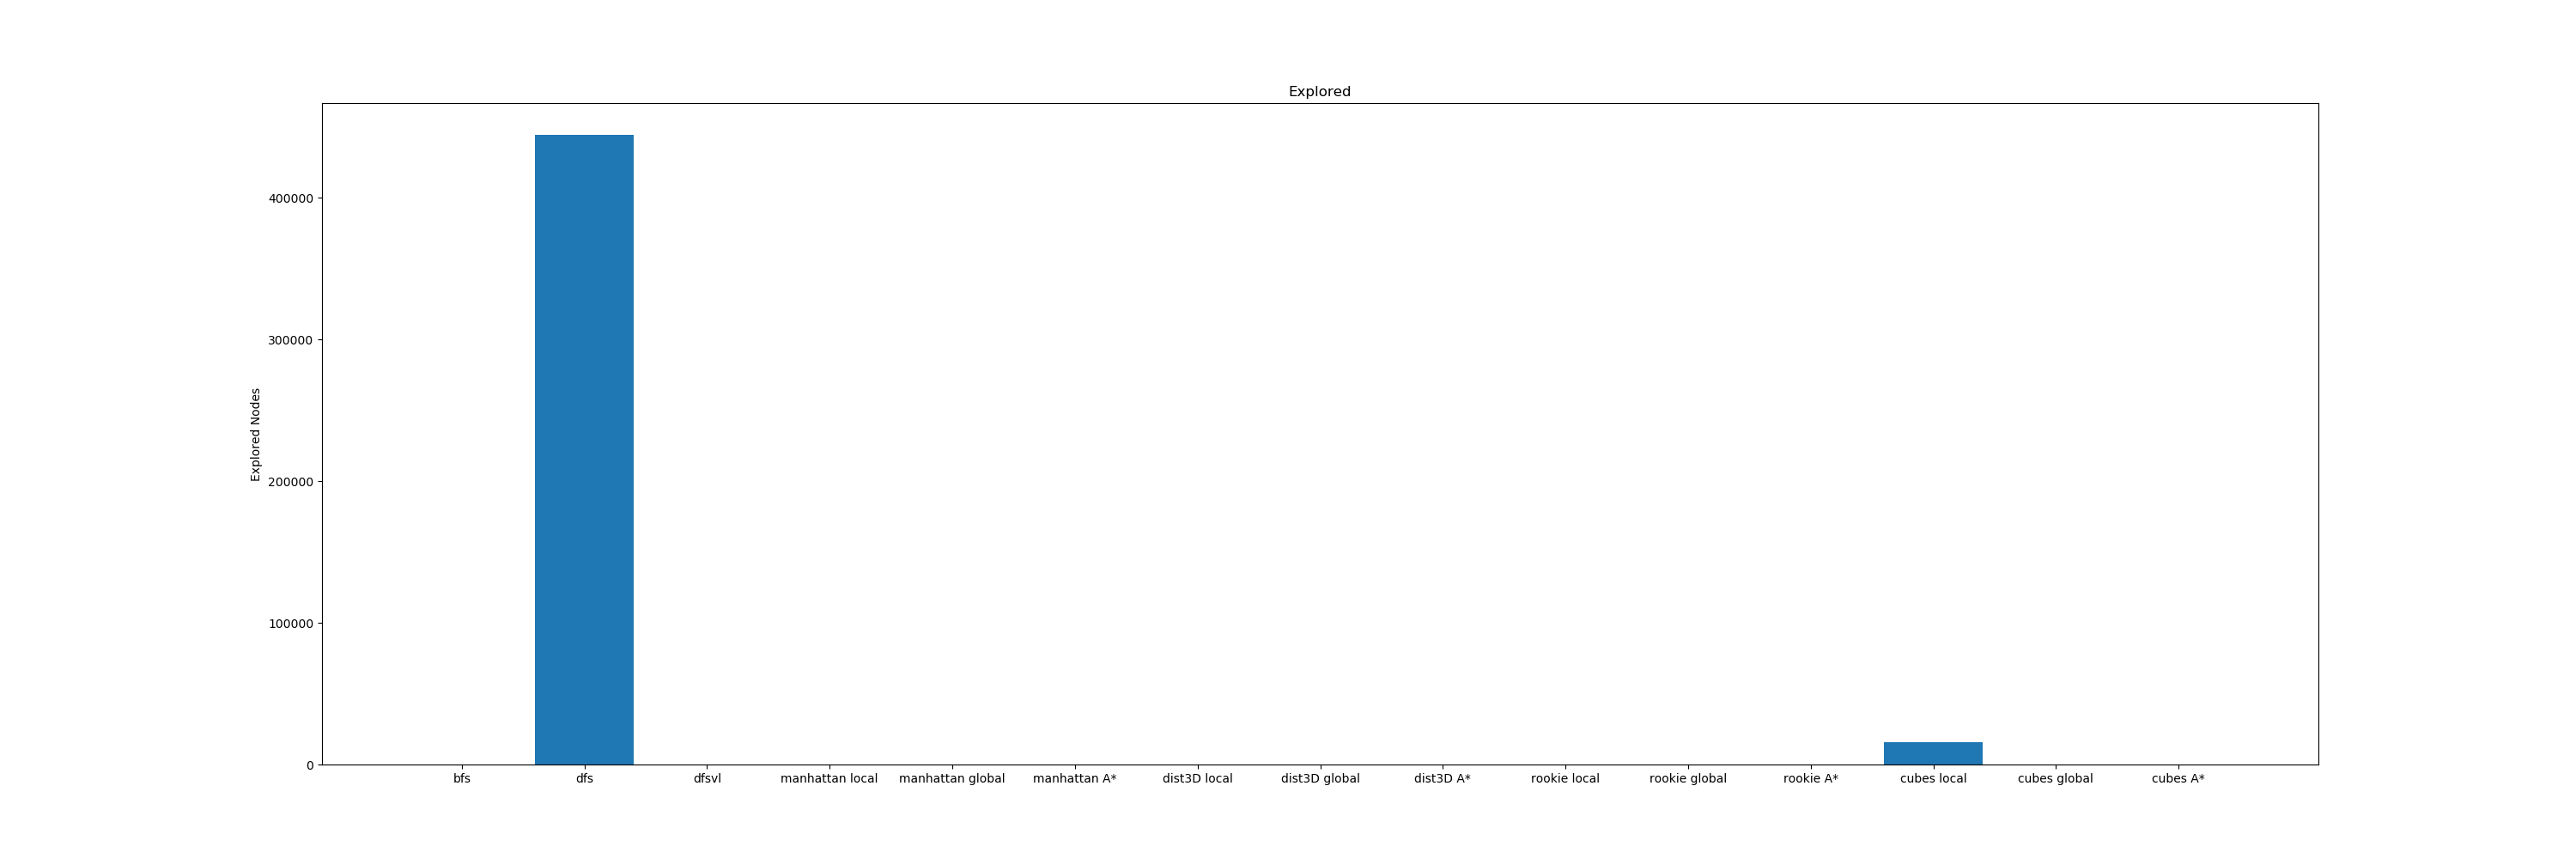 Explored
400000
300000
200000
100000
0
Explored Nodes
bfs dfs dfsvl manhattan local manhattan global manhattan A* dist3D local dist3D global dist3D A* rookie local rookie global rookie A* cubes local cubes global cubes A*